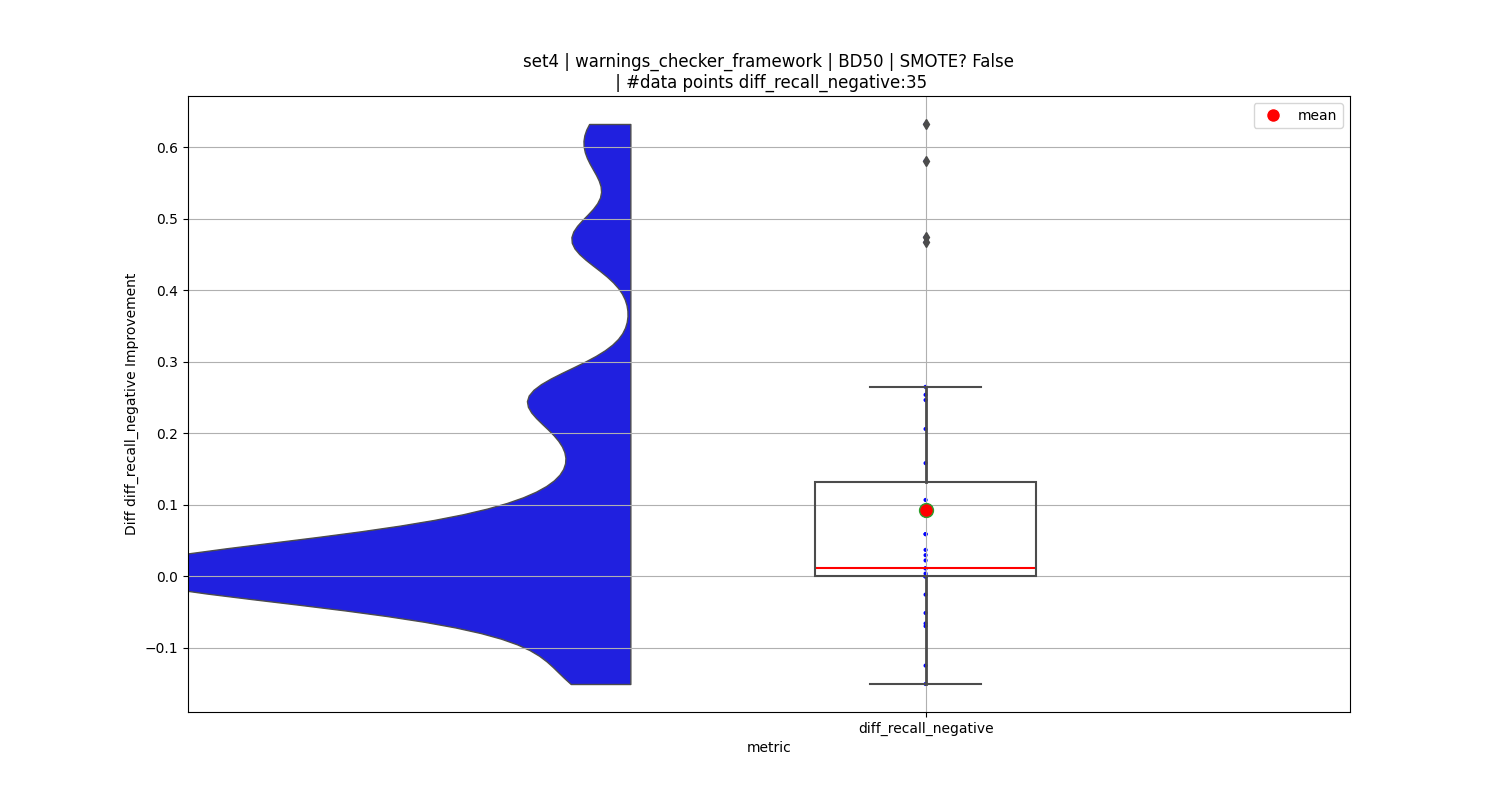 set4 | warnings_checker_framework | BD50 | SMOTE? False
| #data points diff_recall_negative:35
mean
Diff diff_recall_negative Improvement
0.6
0.5
0.4
0.3
0.2
0.1
0.0
−0.1
diff_recall_negative
metric